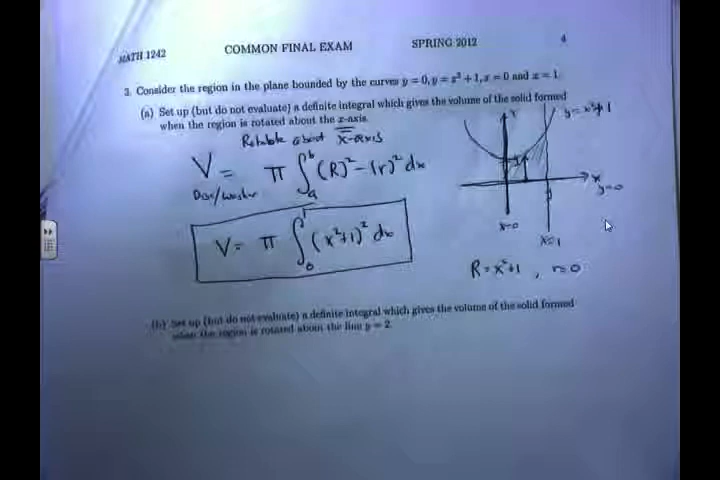 MATH 1242 COMMON FINAL EXAM SPRING 2012 4
3. Consider the region in the plane bounded by the curves y = 0, y = x² + 1, x = 0 and x = 1.
(a) Set up (but do not evaluate) a definite integral which gives the volume of the solid formed
when the region is rotated about the x-axis.
Rotate about x-axis
V = π ∫ₐᵇ (R)² - (r)² dx
Disc/washer
V = π ∫₀¹ (x²+1)² dx
y = x²+1
x
y=0
x=0
x=1
R = x²+1 , r=0
(b) Set up (but do not evaluate) a definite integral which gives the volume of the solid formed
when the region is rotated about the line y = 2.